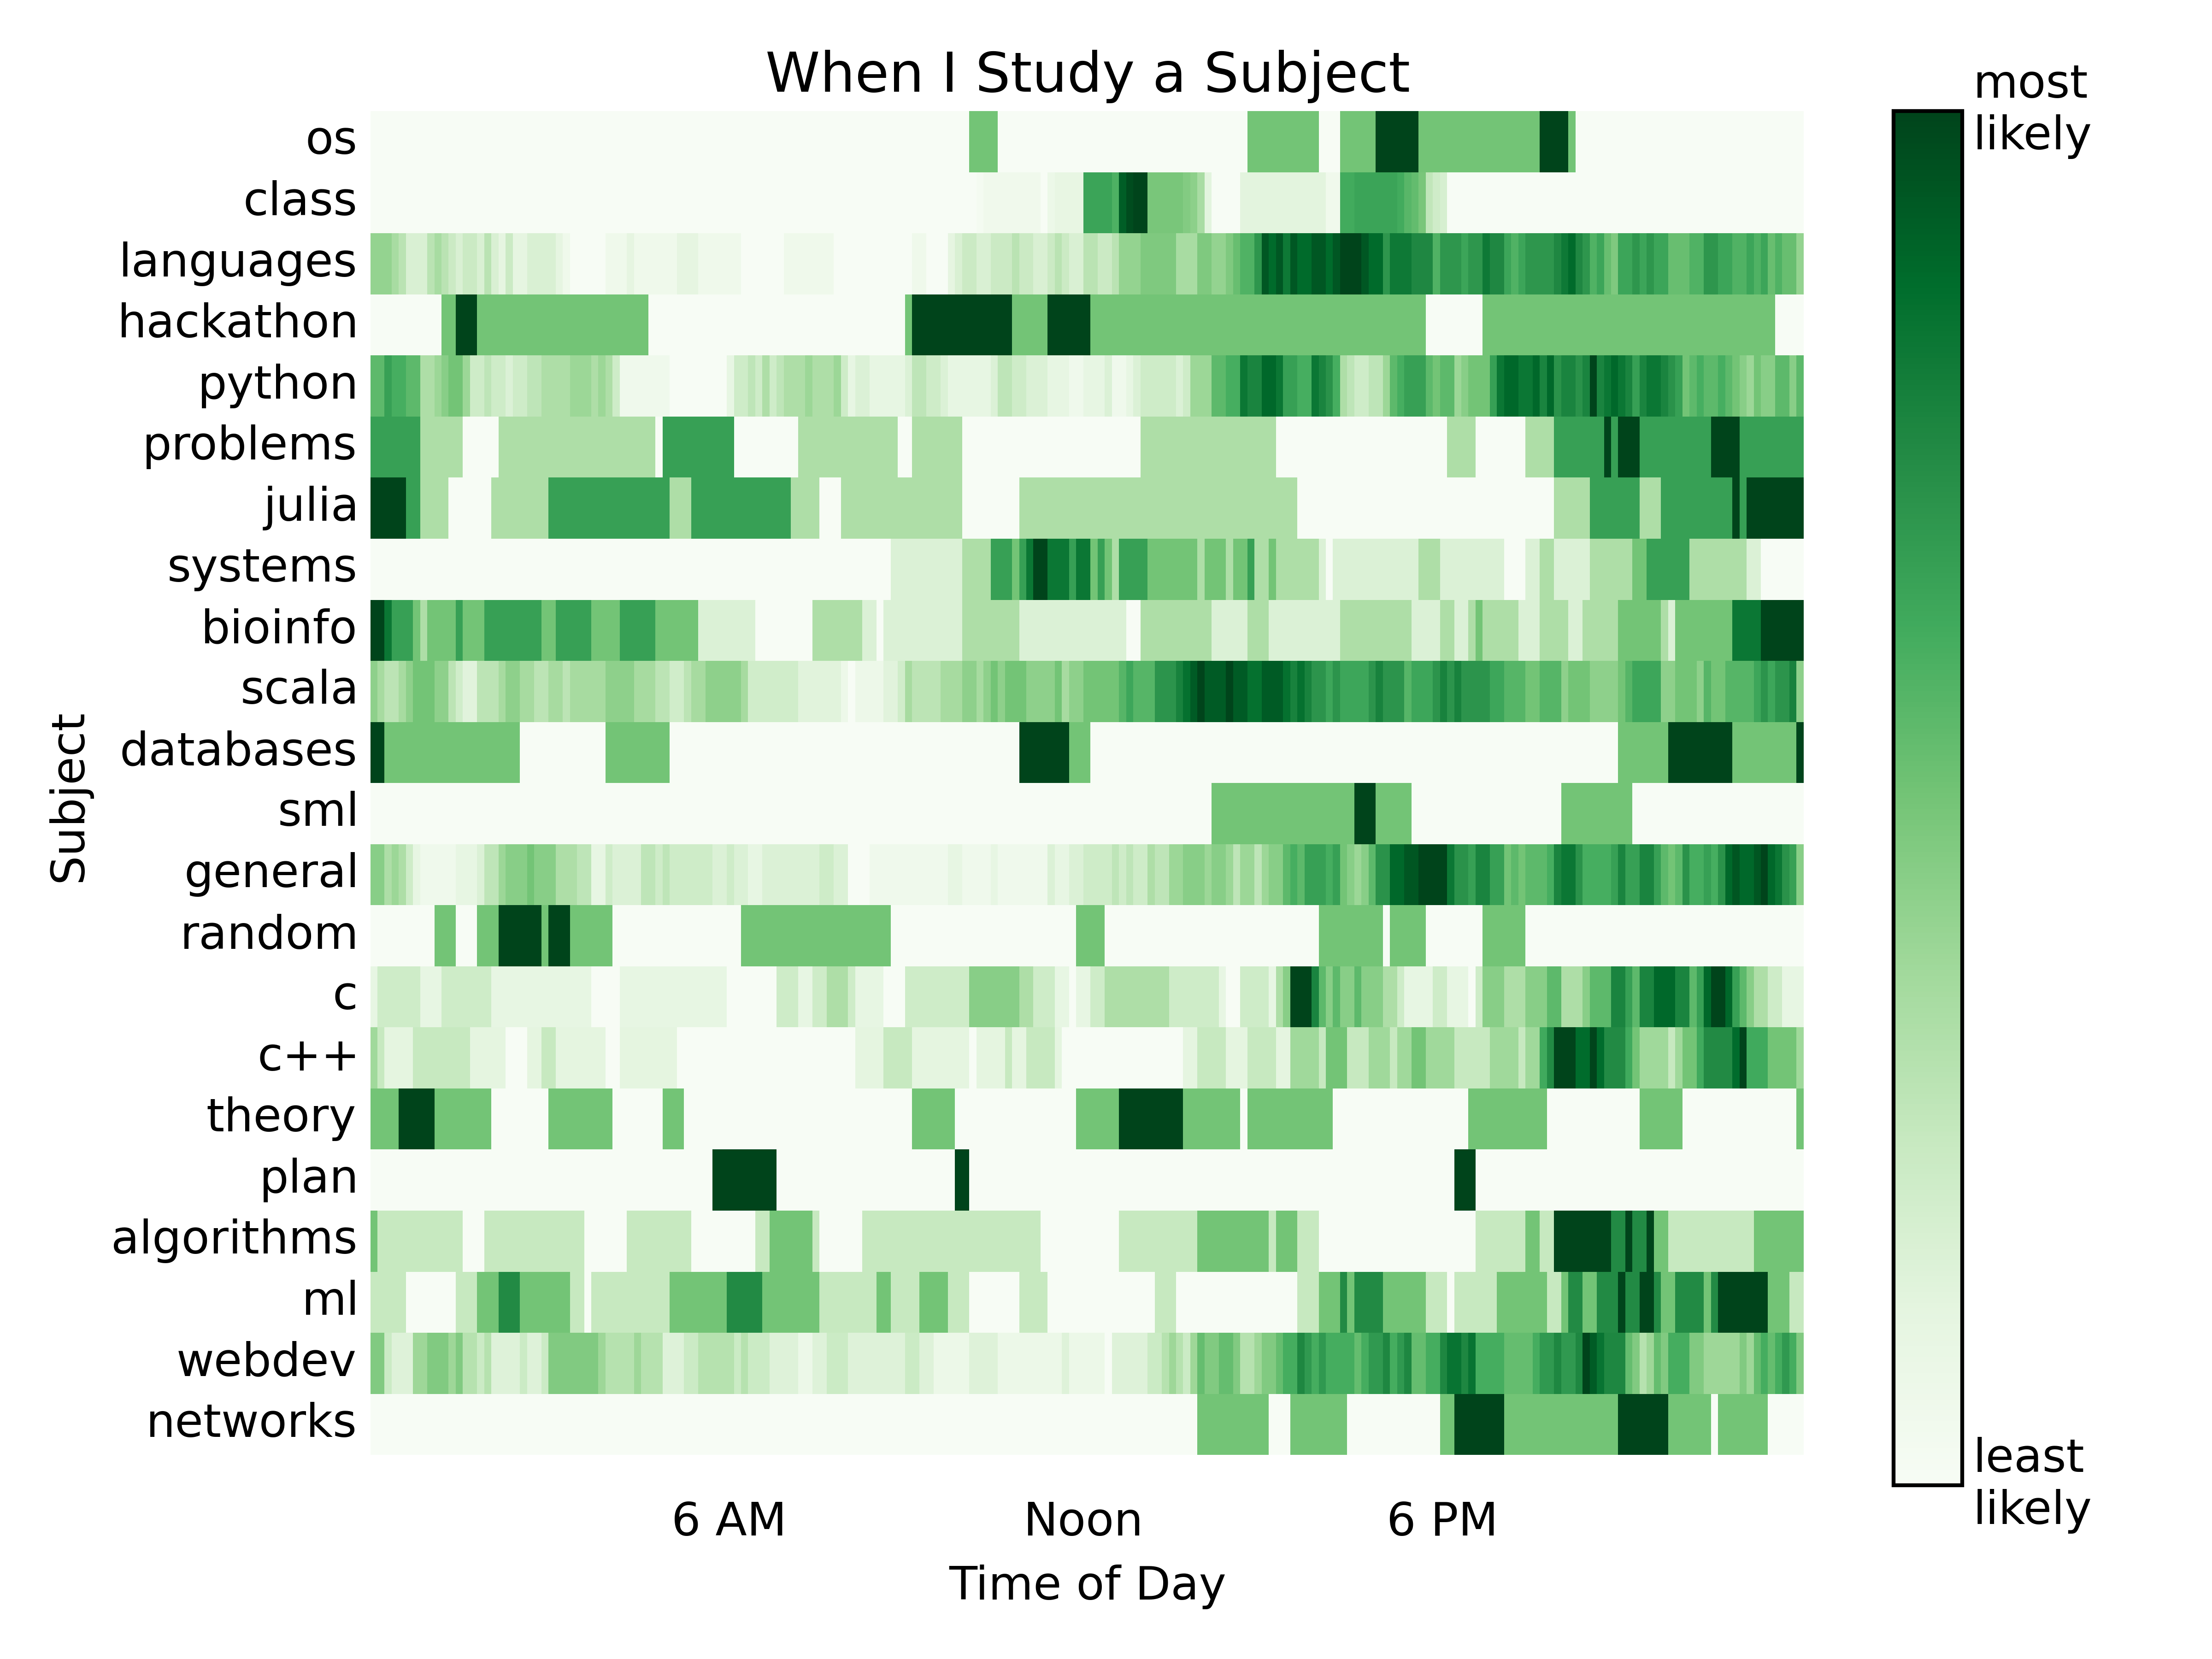 When I Study a Subject
most
likely
os
class
languages
hackathon
python
problems
julia
systems
bioinfo
scala
databases
sml
general
random
c
c++
theory
plan
algorithms
ml
webdev
networks
Subject
least
likely
6 AM Noon 6 PM
Time of Day